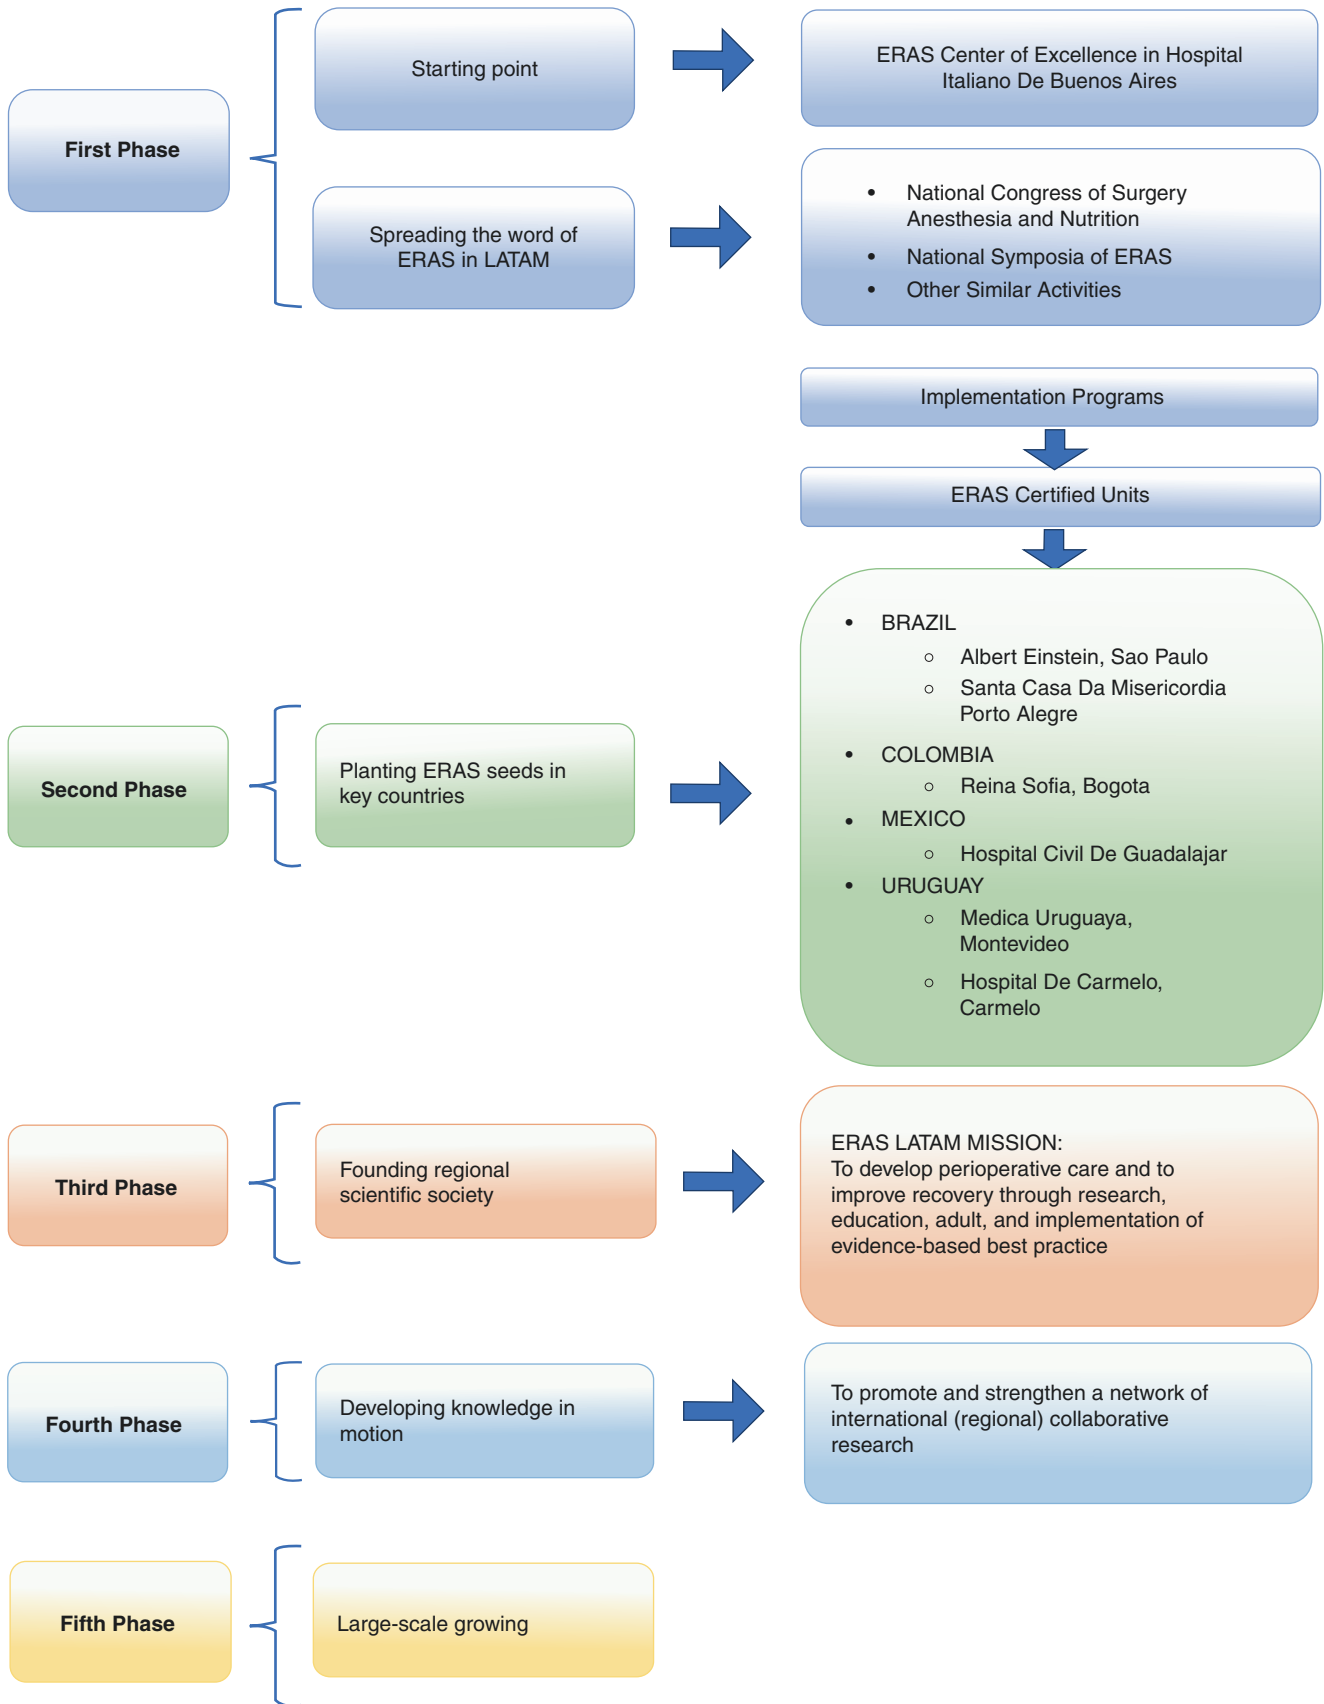 First Phase
Starting point
ERAS Center of Excellence in Hospital
Italiano De Buenos Aires
Spreading the word of
ERAS in LATAM
• National Congress of Surgery
Anesthesia and Nutrition
• National Symposia of ERAS
• Other Similar Activities
Implementation Programs
ERAS Certified Units
Second Phase
Planting ERAS seeds in
key countries
• BRAZIL
○ Albert Einstein, Sao Paulo
○ Santa Casa Da Misericordia
Porto Alegre
• COLOMBIA
○ Reina Sofia, Bogota
• MEXICO
○ Hospital Civil De Guadalajar
• URUGUAY
○ Medica Uruguaya,
Montevideo
○ Hospital De Carmelo,
Carmelo
Third Phase
Founding regional
scientific society
ERAS LATAM MISSION:
To develop perioperative care and to
improve recovery through research,
education, adult, and implementation of
evidence-based best practice
Fourth Phase
Developing knowledge in
motion
To promote and strengthen a network of
international (regional) collaborative
research
Fifth Phase
Large-scale growing